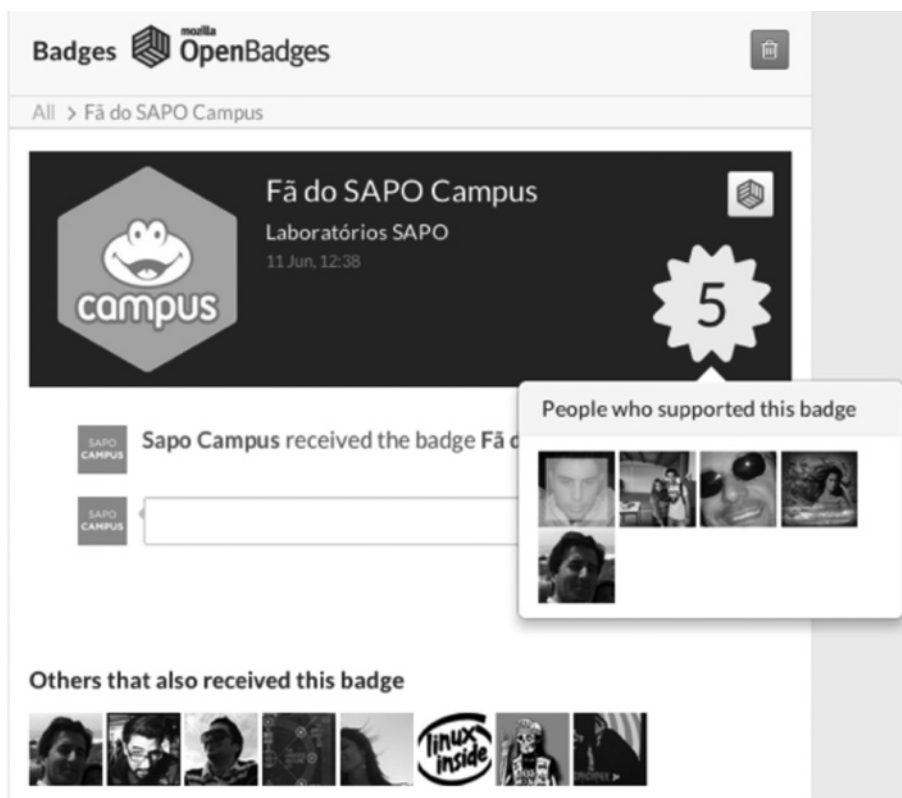 Badges mozilla OpenBadges
All > Fã do SAPO Campus
campus
Fã do SAPO Campus
Laboratórios SAPO
11 Jun, 12:38
5
People who supported this badge
SAPO
CAMPUS
Sapo Campus received the badge Fã d
SAPO
CAMPUS
Others that also received this badge
linux
inside